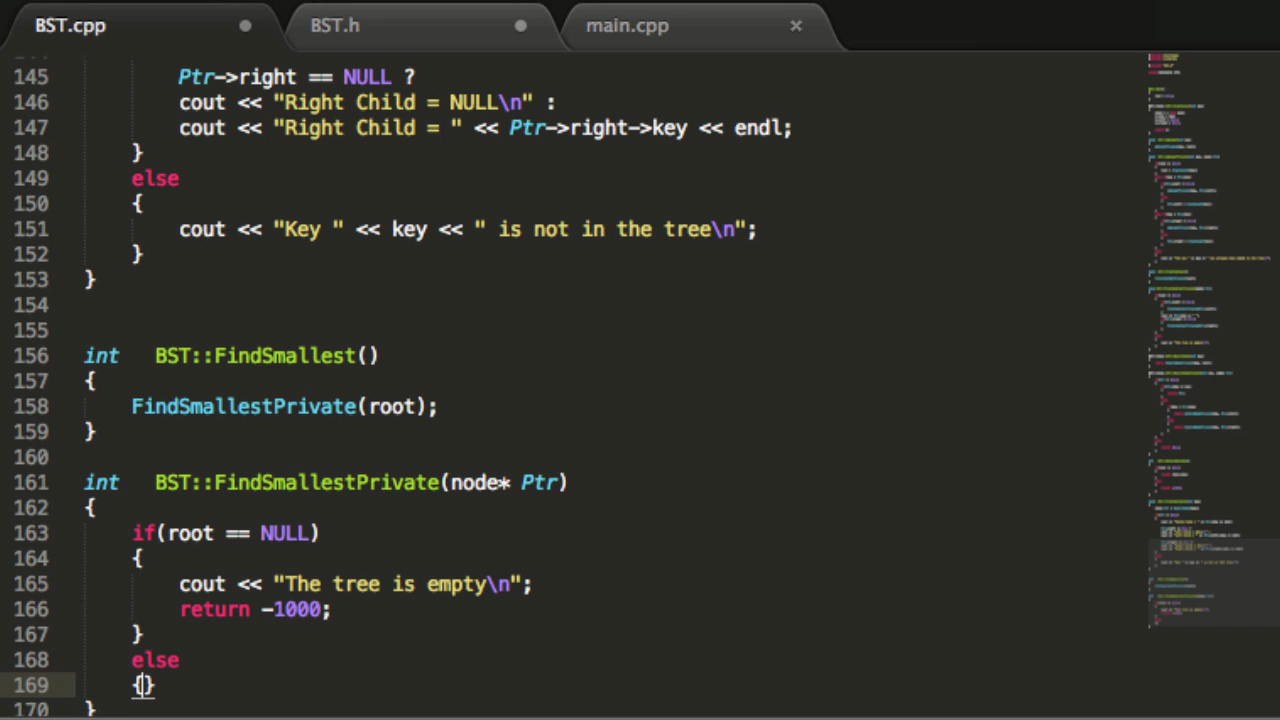 BST.cpp BST.h main.cpp ×
145 Ptr->right == NULL ?
146 cout << "Right Child = NULL\n" :
147 cout << "Right Child = " << Ptr->right->key << endl;
148 }
149 else
150 {
151 cout << "Key " << key << " is not in the tree\n";
152 }
153 }
154
155
156 int BST::FindSmallest()
157 {
158 FindSmallestPrivate(root);
159 }
160
161 int BST::FindSmallestPrivate(node* Ptr)
162 {
163 if(root == NULL)
164 {
165 cout << "The tree is empty\n";
166 return -1000;
167 }
168 else
169 {}
170 }